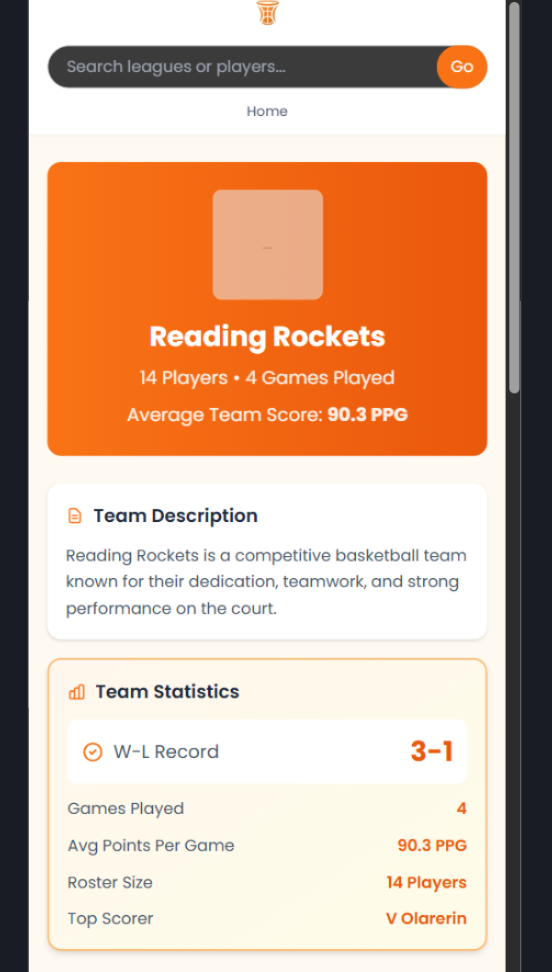 Search leagues or players...
Go
Home
Reading Rockets
14 Players • 4 Games Played
Average Team Score: 90.3 PPG
Team Description
Reading Rockets is a competitive basketball team
known for their dedication, teamwork, and strong
performance on the court.
Team Statistics
W-L Record 3-1
Games Played 4
Avg Points Per Game 90.3 PPG
Roster Size 14 Players
Top Scorer V Olarerin